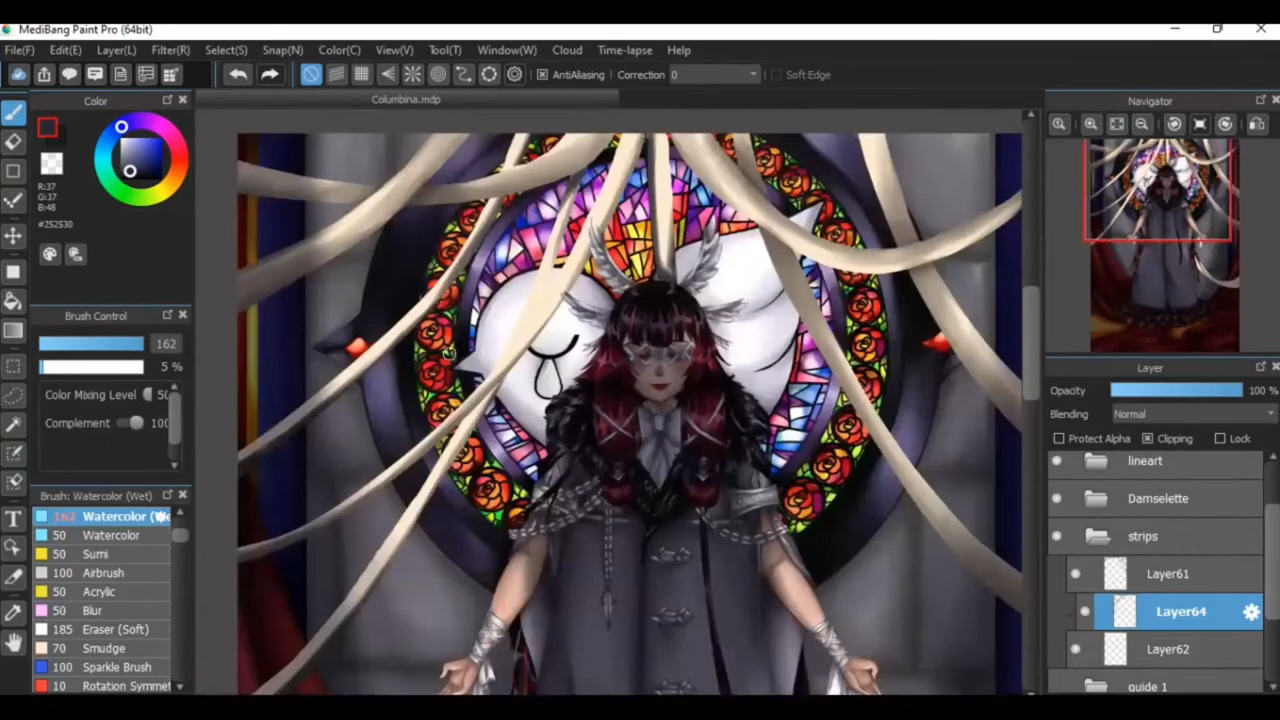 MediBang Paint Pro (64bit)
File(F) Edit(E) Layer(L) Filter(R) Select(S) Snap(N) Color(C) View(V) Tool(T) Window(W) Cloud Time-lapse Help
AntiAliasing Correction 0 Soft Edge
Color
Columbina.mdp
Navigator
R:37
G:37
B:48
#252530
Brush Control
162
5 %
Color Mixing Level 50
Complement 100
Layer
Opacity 100 %
Blending Normal
Protect Alpha Clipping Lock
lineart
Damselette
strips
Layer61
Layer64
Layer62
guide 1
Brush: Watercolor (Wet)
162 Watercolor
50 Watercolor
50 Sumi
100 Airbrush
50 Acrylic
50 Blur
185 Eraser (Soft)
70 Smudge
100 Sparkle Brush
10 Rotation Symmet
T